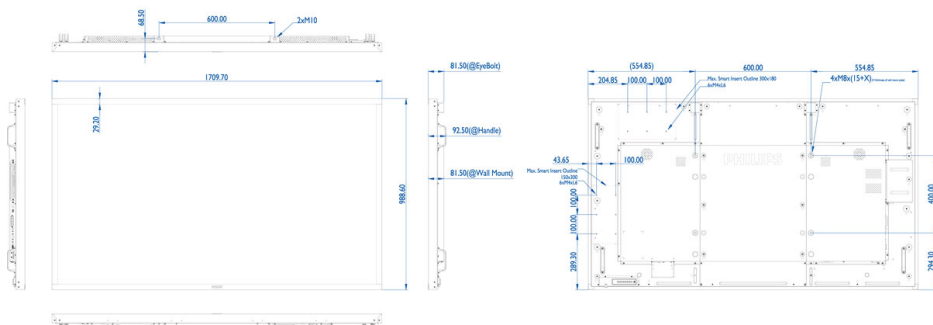 68.50
600.00
2xM10
1709.70
29.20
988.60
81.50(@EyeBolt)
92.50(@Handle)
81.50(@Wall Mount)
(554.85)
600.00
554.85
204.85
100.00
100.00
Max. Smart Insert Outline 300x180
6xM4xL6
4xM8x(15+X)
PHILIPS
43.65
100.00
Max. Smart Insert Outline
150x300
6xM4xL6
100.00
100.00
289.30
400.00
294.30